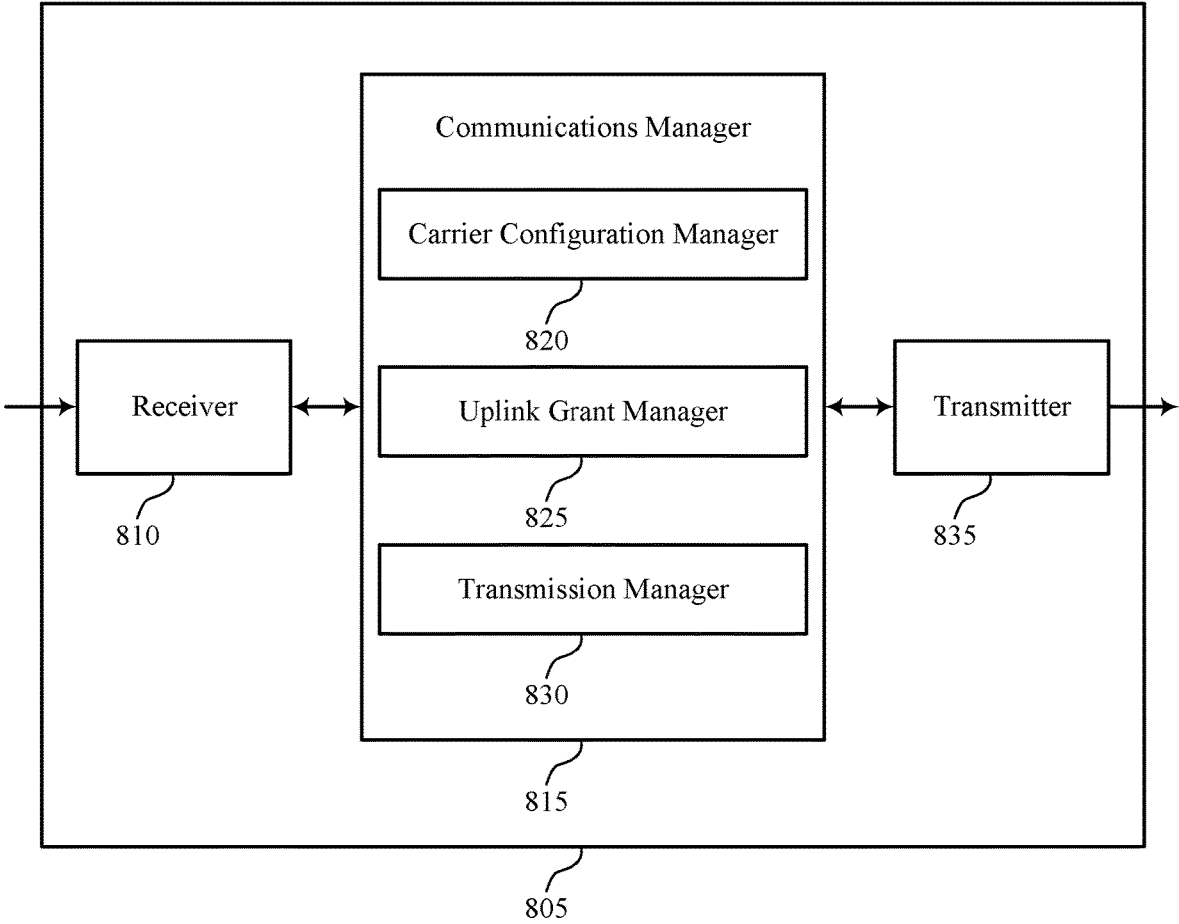 Communications Manager
Carrier Configuration Manager
820
Receiver
810
Uplink Grant Manager
825
Transmitter
835
Transmission Manager
830
815
805